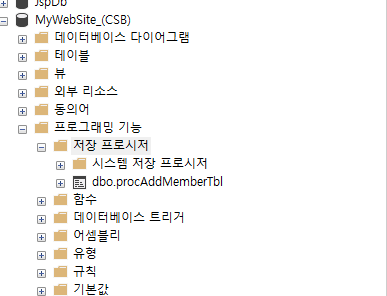 JspDb
MyWebSite_(CSB)
데이터베이스 다이어그램
테이블
뷰
외부 리소스
동의어
프로그래밍 기능
저장 프로시저
시스템 저장 프로시저
dbo.procAddMemberTbl
함수
데이터베이스 트리거
어셈블리
유형
규칙
기본값